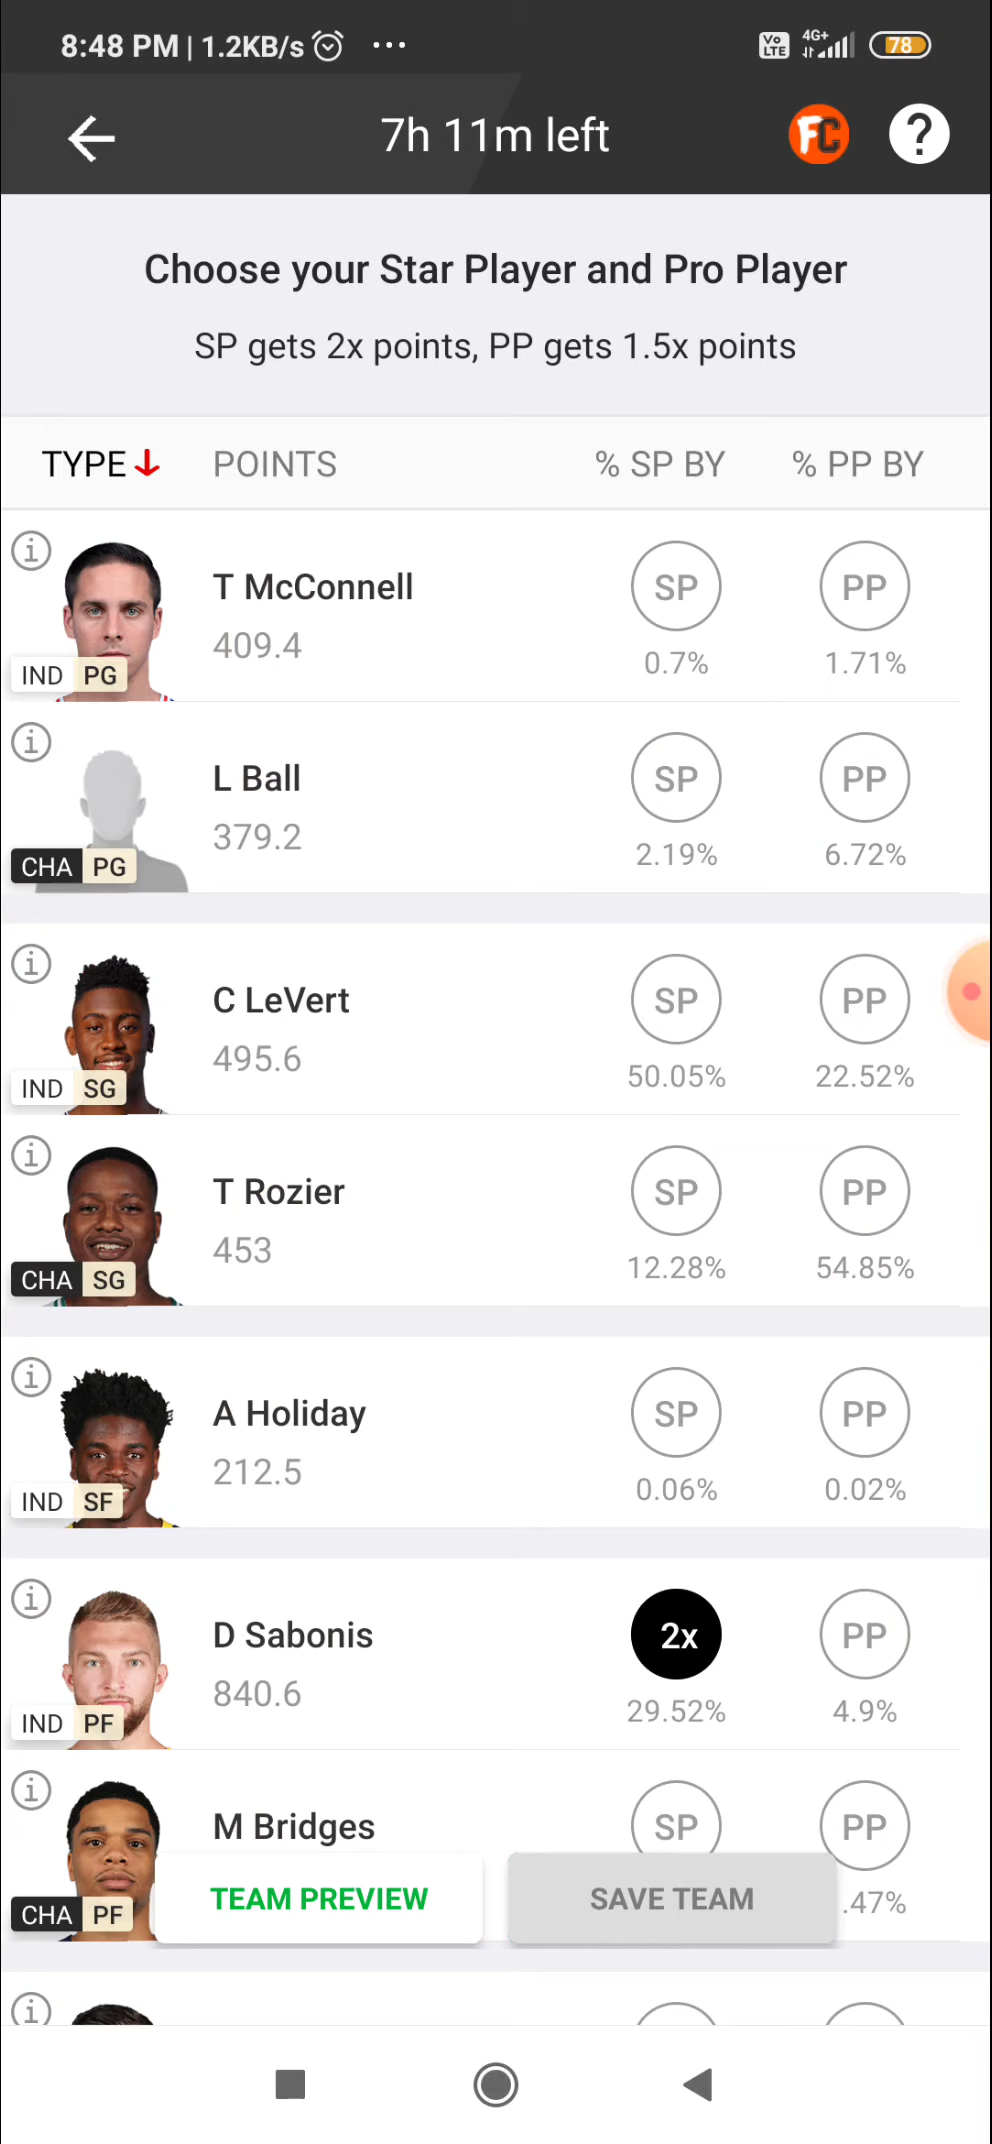 8:48 PM | 1.2KB/s ...
Vo LTE 4G+ 78
7h 11m left
FC ?
Choose your Star Player and Pro Player
SP gets 2x points, PP gets 1.5x points
TYPE POINTS % SP BY % PP BY
T McConnell SP PP
409.4 0.7% 1.71%
IND PG
L Ball SP PP
379.2 2.19% 6.72%
CHA PG
C LeVert SP PP
495.6 50.05% 22.52%
IND SG
T Rozier SP PP
453 12.28% 54.85%
CHA SG
A Holiday SP PP
212.5 0.06% 0.02%
IND SF
D Sabonis 2x PP
840.6 29.52% 4.9%
IND PF
M Bridges SP PP
TEAM PREVIEW SAVE TEAM .47%
CHA PF